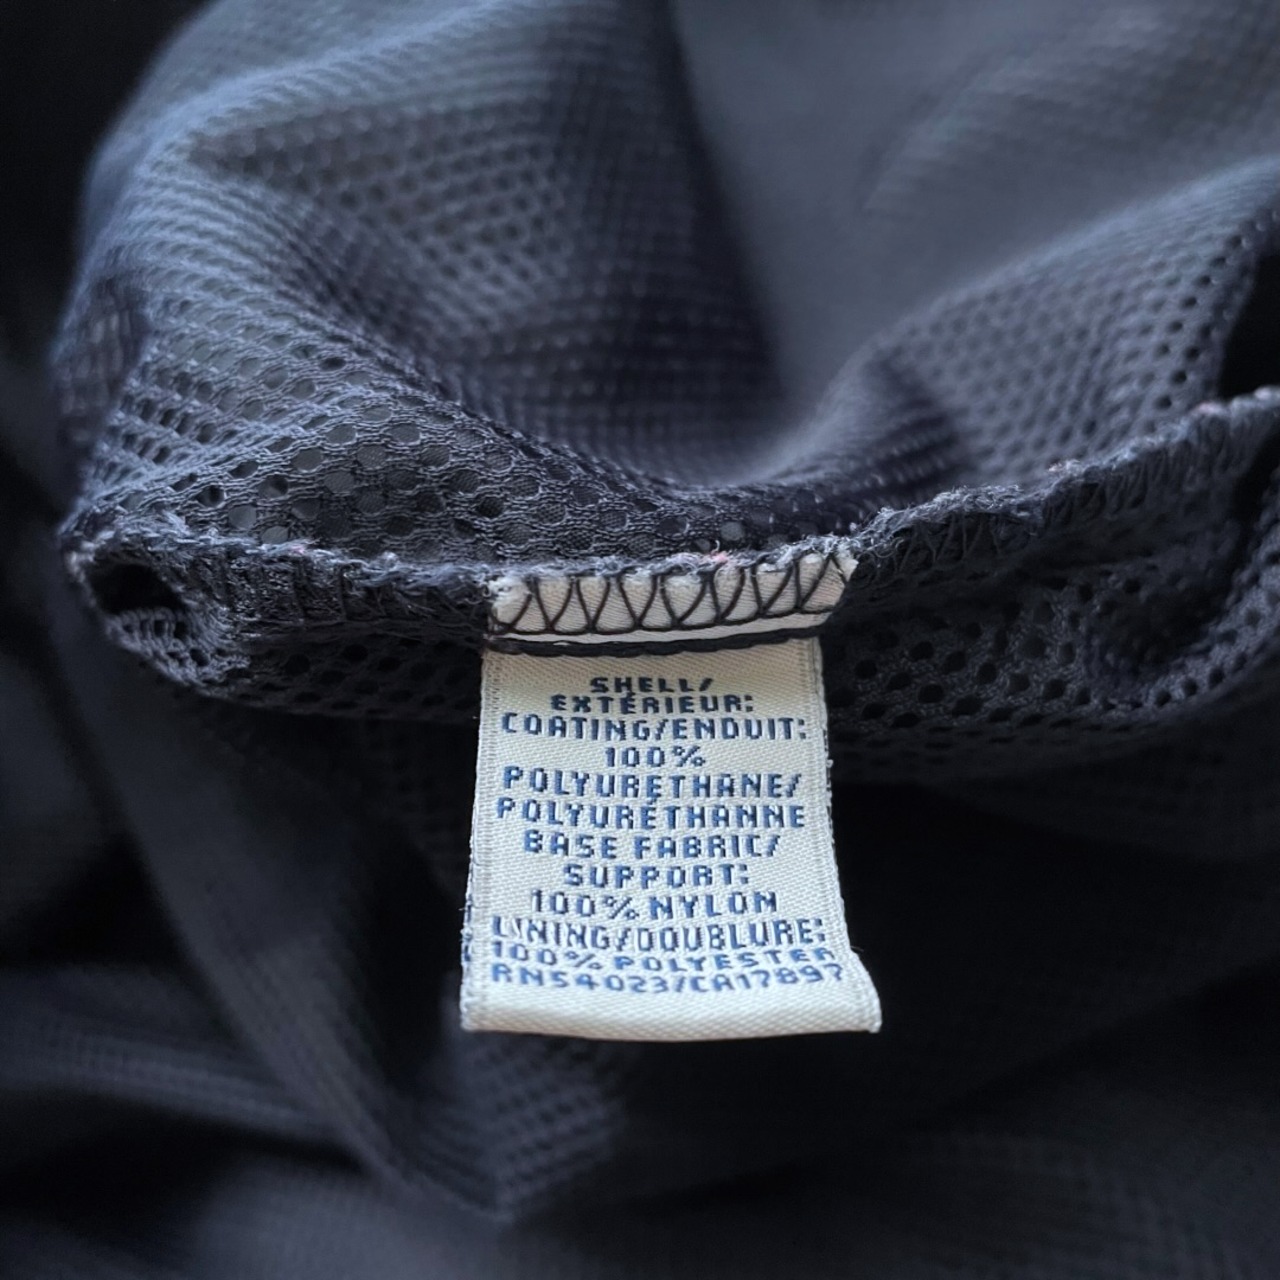 SHELL/
EXTÉRIEUR:
COATING/ENDUIT:
100%
POLYURETHANE/
POLYURÉTHANNE
BASE FABRIC/
SUPPORT:
100% NYLON
LINING/DOUBLURE:
100% POLYESTER
RN54023/CA17897